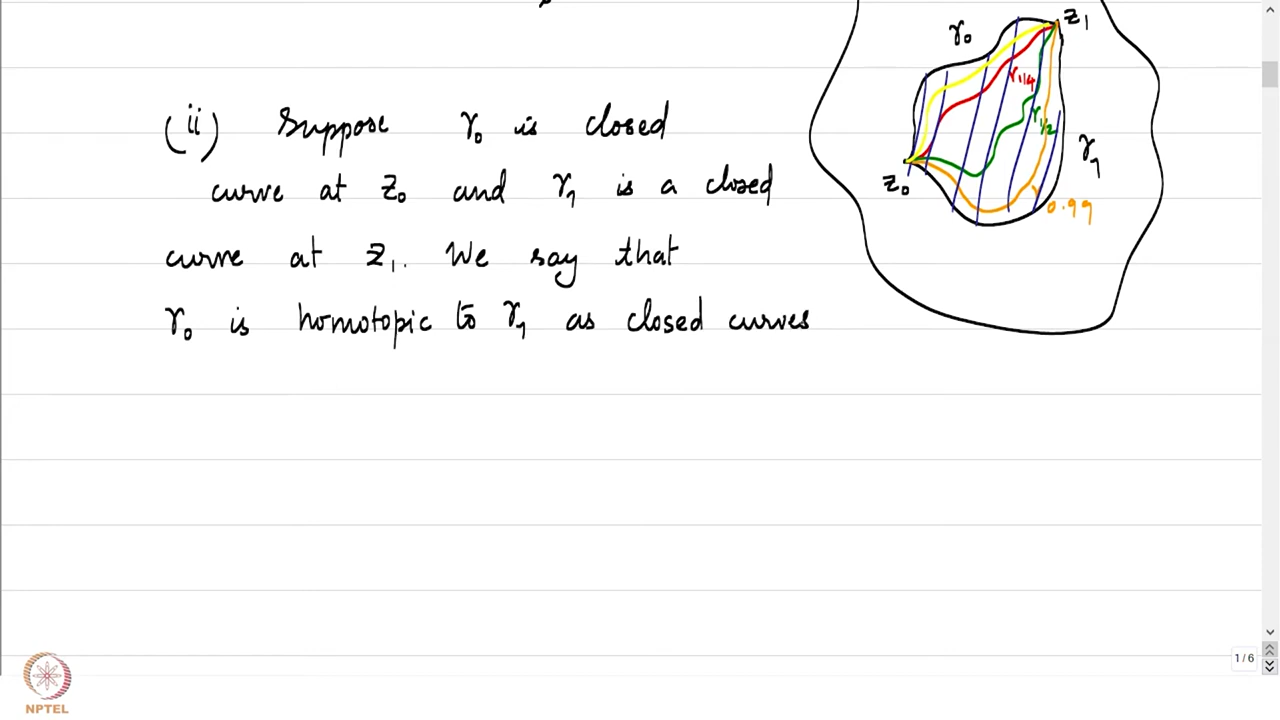 (ii) Suppose γ₀ is closed
curve at z₀ and γ₁ is a closed
curve at z₁. We say that
γ₀ is homotopic to γ₁ as closed curves
z₁
γ₀
γ1/4
γ1/2
γ₁
z₀
γ0.99
1 / 6
NPTEL